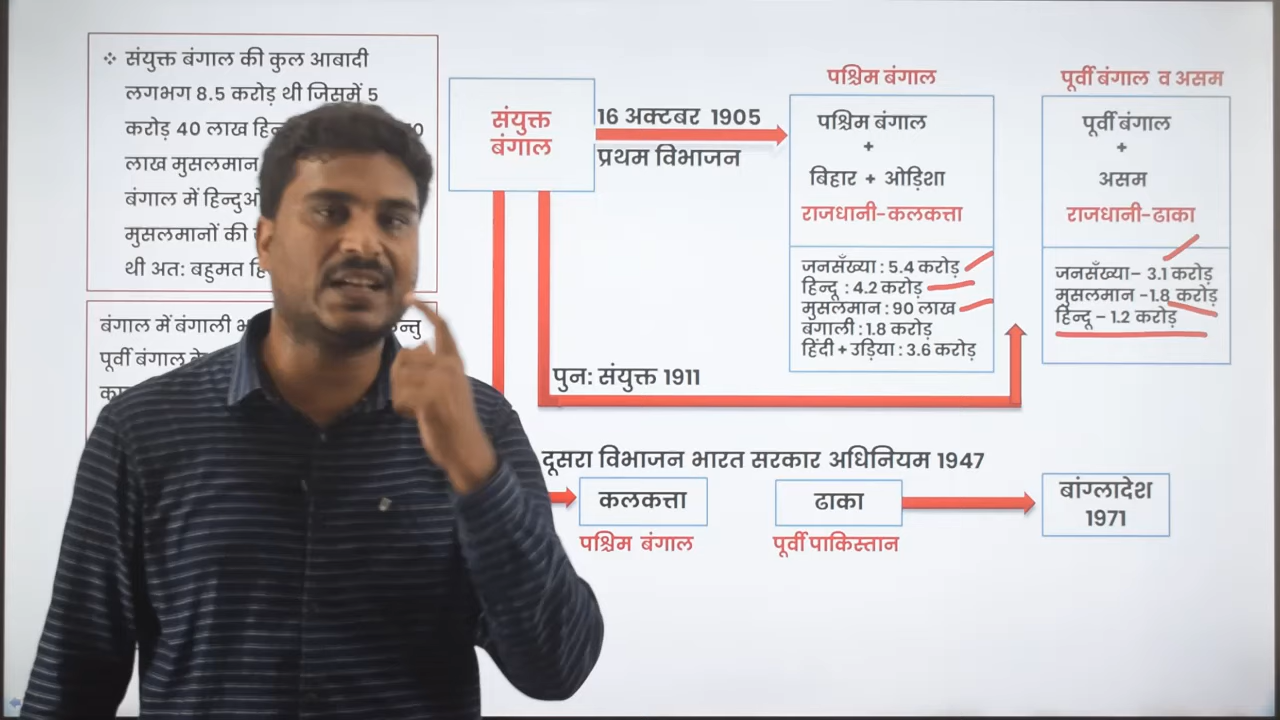 ❖ संयुक्त बंगाल की कुल आबादी
लगभग 8.5 करोड़ थी जिसमें 5
करोड़ 40 लाख
लाख मुसलमान
बंगाल में
मुसलमानों की
थी अत: बहुमत
बंगाल में बंगाली
पूर्वी बंगाल
संयुक्त
बंगाल
16 अक्टबर 1905
प्रथम विभाजन
पश्चिम बंगाल
पश्चिम बंगाल
+
बिहार + ओड़िशा
राजधानी-कलकत्ता
जनसँख्या : 5.4 करोड़
हिन्दू : 4.2 करोड़
मुसलमान : 90 लाख
बंगाली : 1.8 करोड़
हिंदी + उड़िया : 3.6 करोड़
पूर्वी बंगाल व असम
पूर्वी बंगाल
+
असम
राजधानी-ढाका
जनसँख्या– 3.1 करोड़
मुसलमान -1.8 करोड़
हिन्दू – 1.2 करोड़
पुन: संयुक्त 1911
दूसरा विभाजन भारत सरकार अधिनियम 1947
कलकत्ता
पश्चिम बंगाल
ढाका
पूर्वी पाकिस्तान
बांग्लादेश
1971